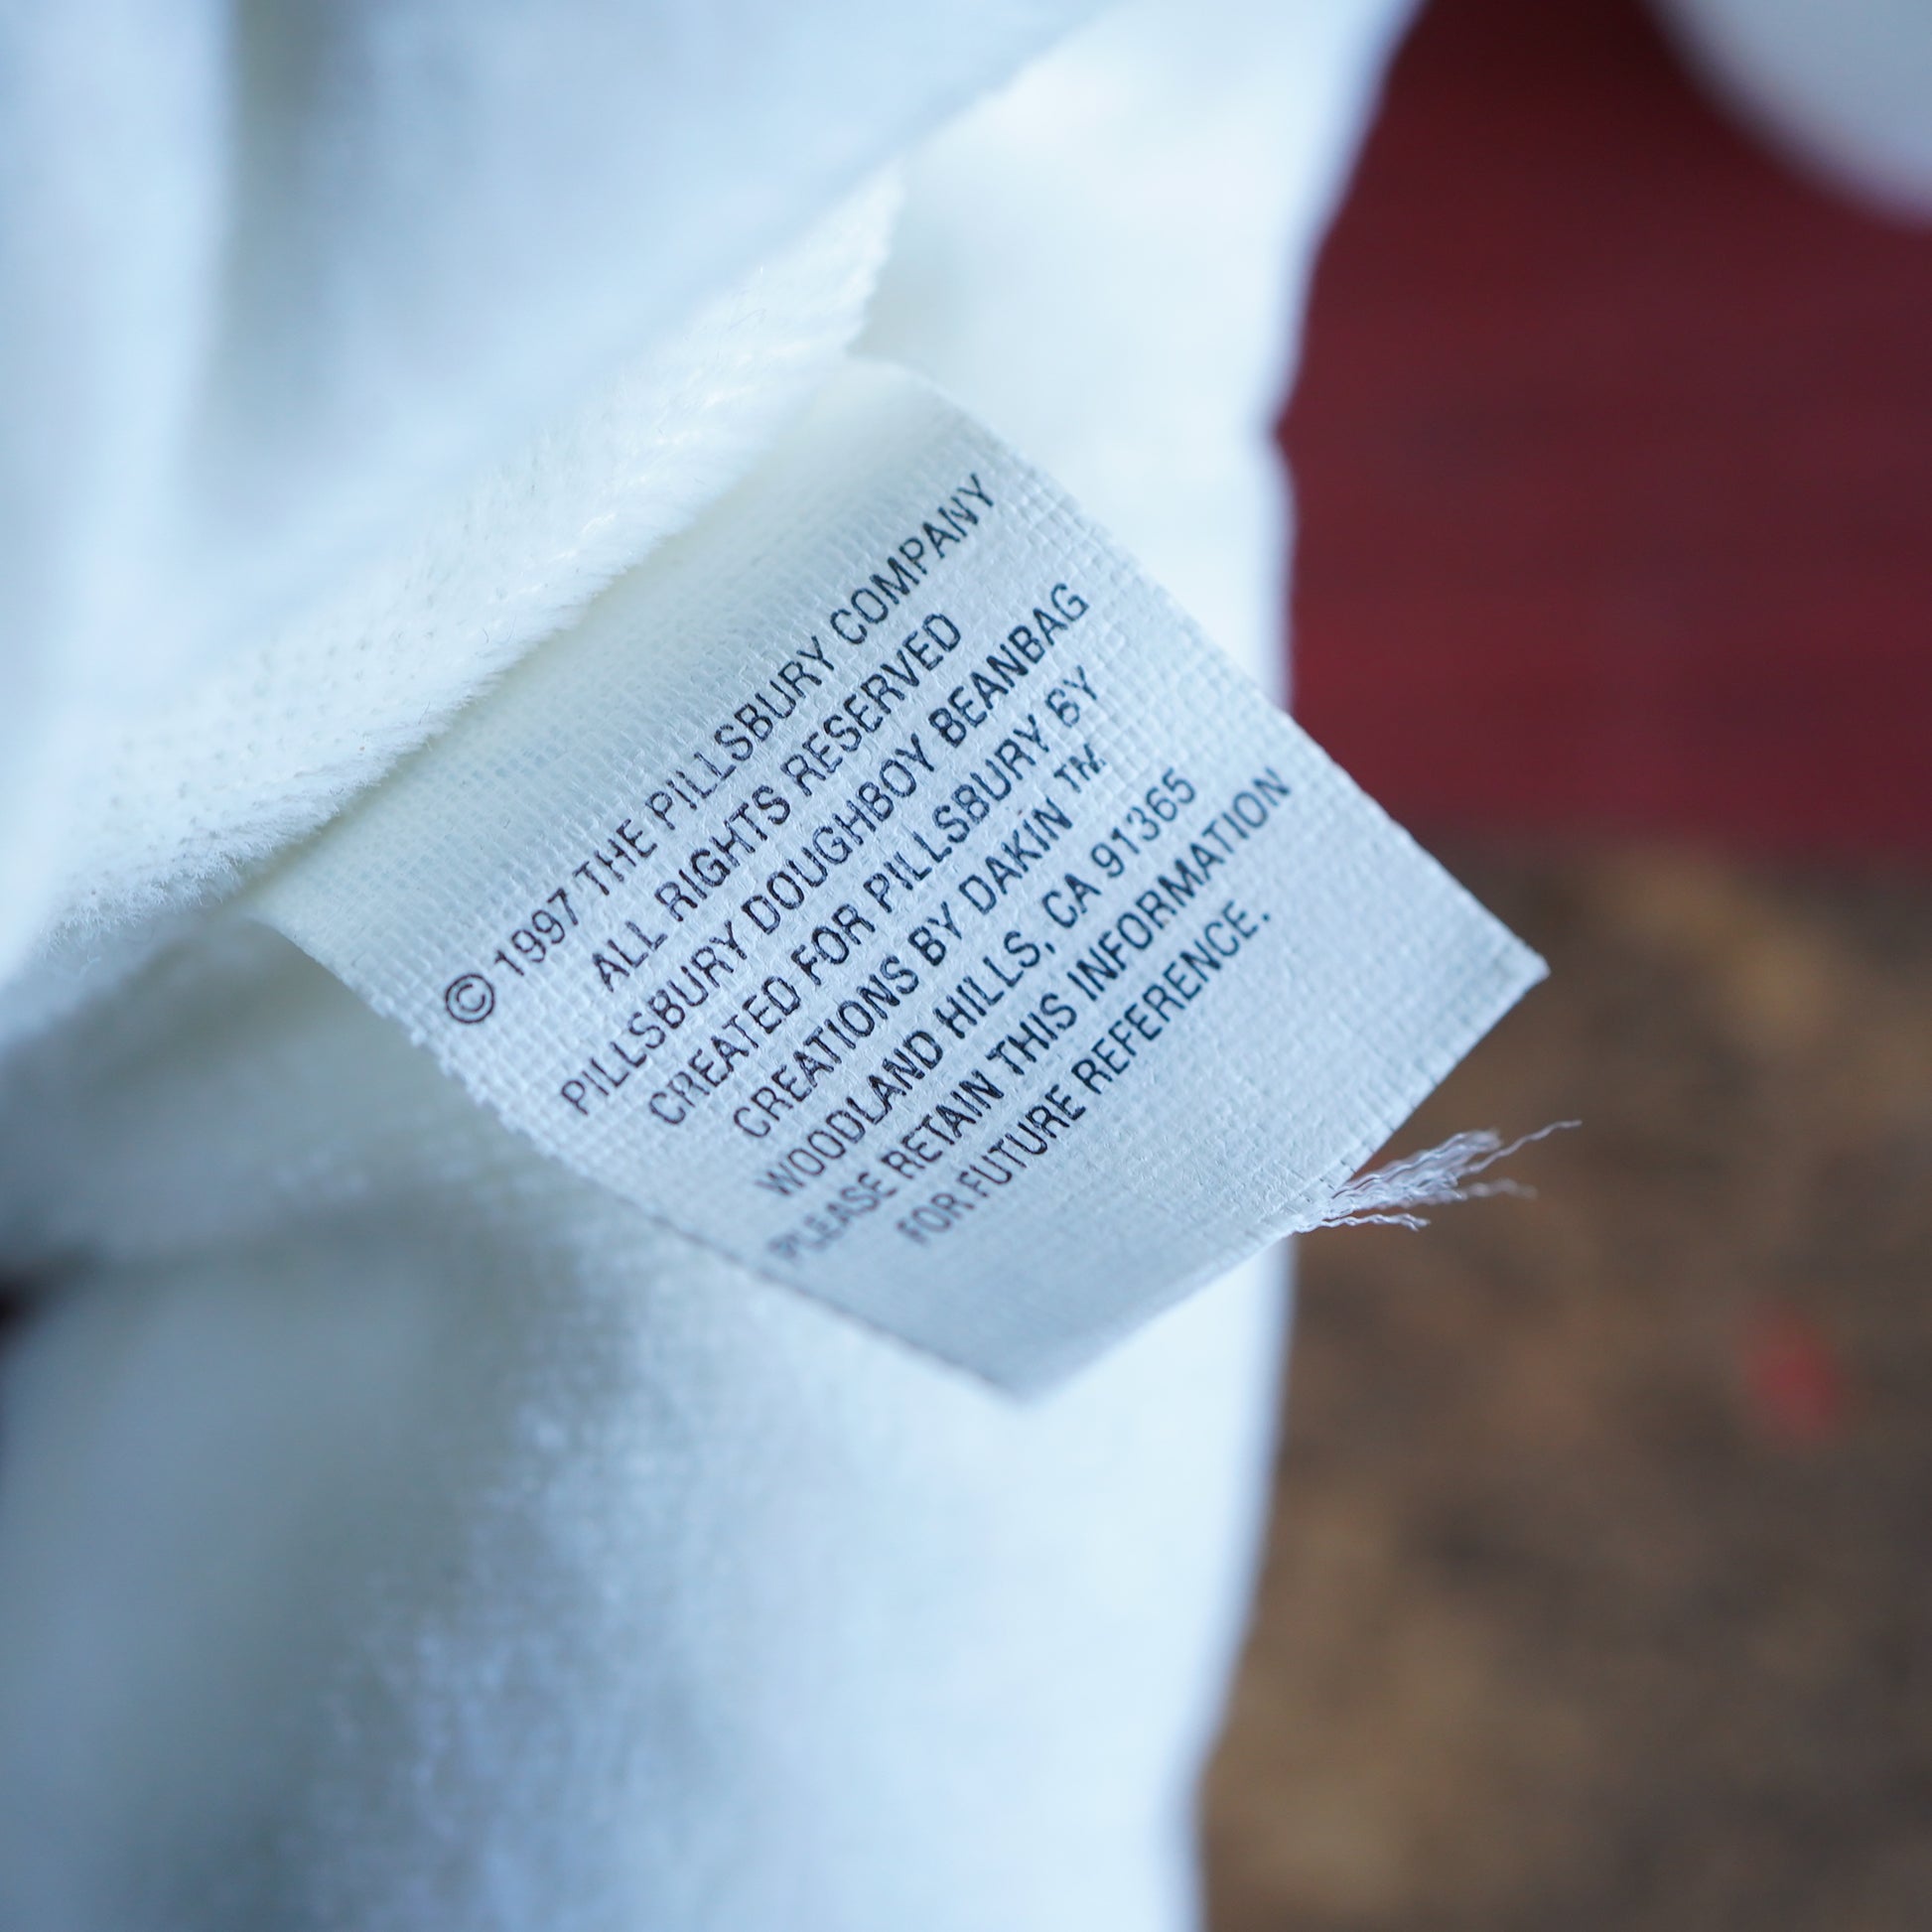 © 1997 THE PILLSBURY COMPANY
ALL RIGHTS RESERVED
PILLSBURY DOUGHBOY BEANBAG
CREATED FOR PILLSBURY BY
CREATIONS BY DAKIN TM
WOODLAND HILLS, CA 91365
PLEASE RETAIN THIS INFORMATION
FOR FUTURE REFERENCE.